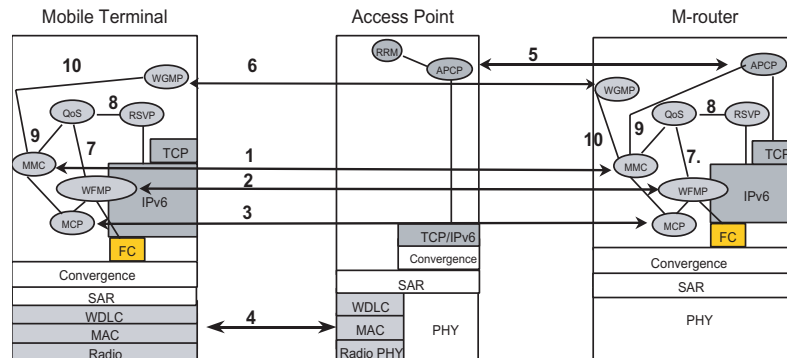 Mobile Terminal Access Point M-router
10 WGMP 6 RRM APCP 5 APCP
WGMP
QoS 8 RSVP QoS 8 RSVP
9 7 TCP 10 9 7. TCP
MMC 1 MMC
WFMP 2 WFMP
IPv6 IPv6
MCP 3 MCP
FC TCP/IPv6 FC
Convergence Convergence Convergence
SAR SAR SAR
WDLC 4 WDLC
MAC MAC PHY PHY
Radio Radio PHY